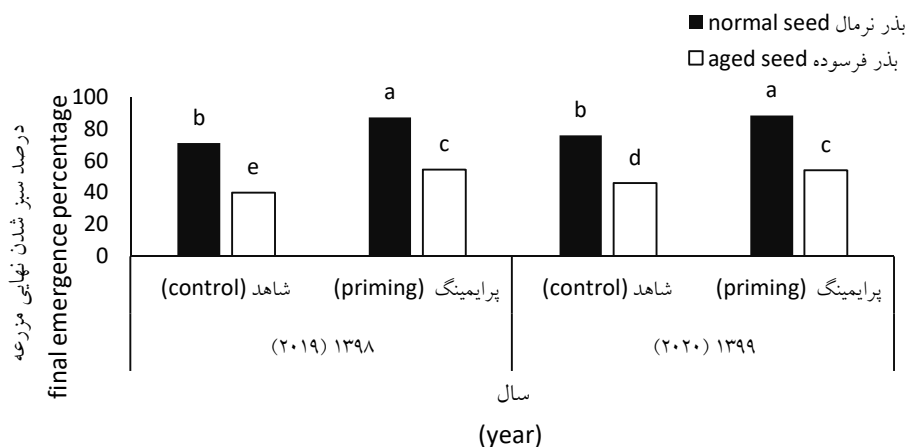 normal seed بذر نرمال
aged seed بذر فرسوده
درصد سبز شدن نهایی مزرعه
final emergence percentage
100
80
60
40
20
0
b
e
a
c
b
d
a
c
(control) شاهد
(priming) پرایمینگ
(control) شاهد
(priming) پرایمینگ
۱۳۹۸ (۲۰۱۹)
۱۳۹۹ (۲۰۲۰)
سال
(year)